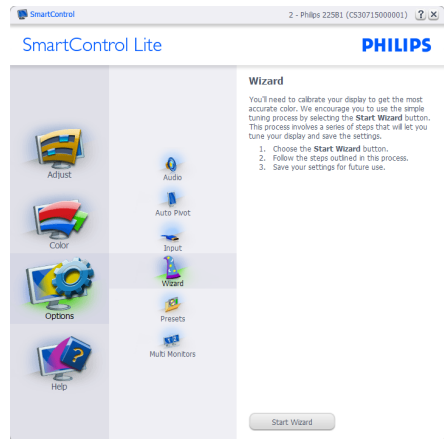 SmartControl
2 - Philips 225B1 (CS30715000001)
SmartControl Lite
PHILIPS
Adjust
Color
Options
Help
Audio
Auto Pivot
Input
Wizard
Presets
Multi Monitors
Wizard
You'll need to calibrate your display to get the most
accurate color. We encourage you to use the simple
tuning process by selecting the Start Wizard button.
This process involves a series of steps that will let you
tune your display and save the settings.
1. Choose the Start Wizard button.
2. Follow the steps outlined in this process.
3. Save your settings for future use.
Start Wizard